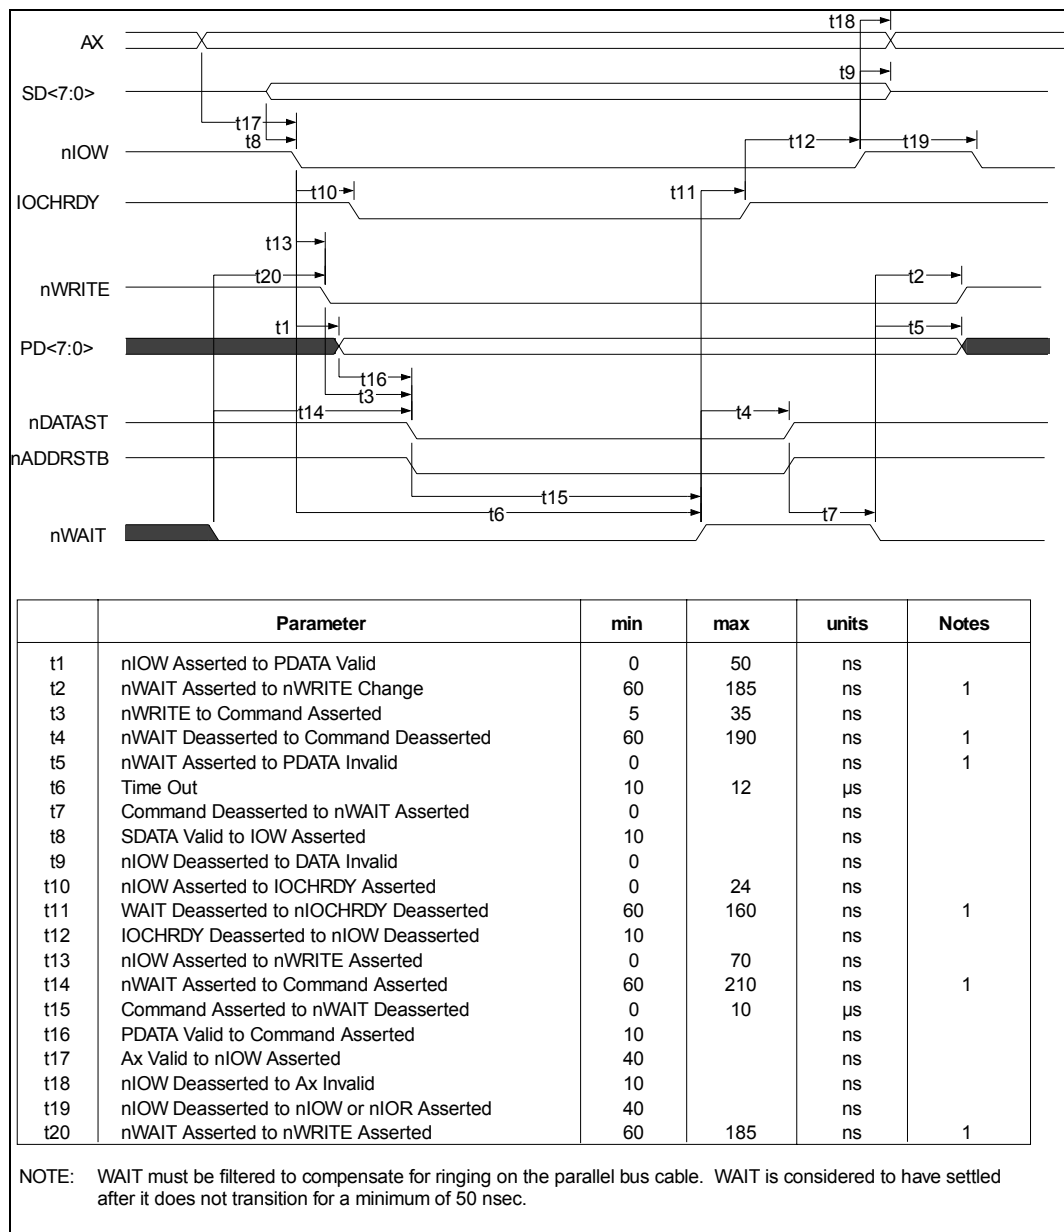 t18
AX
t9
SD<7:0>
t17
t8
t12
t19
nIOW
t10
t11
IOCHRDY
t13
t20
t2
nWRITE
t1
t5
PD<7:0>
t16
t3
t14
t4
nDATAST
nADDRSTB
t15
t6
t7
nWAIT
Parameter min max units Notes
t1 nIOW Asserted to PDATA Valid 0 50 ns
t2 nWAIT Asserted to nWRITE Change 60 185 ns 1
t3 nWRITE to Command Asserted 5 35 ns
t4 nWAIT Deasserted to Command Deasserted 60 190 ns 1
t5 nWAIT Asserted to PDATA Invalid 0 ns 1
t6 Time Out 10 12 µs
t7 Command Deasserted to nWAIT Asserted 0 ns
t8 SDATA Valid to IOW Asserted 10 ns
t9 nIOW Deasserted to DATA Invalid 0 ns
t10 nIOW Asserted to IOCHRDY Asserted 0 24 ns
t11 WAIT Deasserted to nIOCHRDY Deasserted 60 160 ns 1
t12 IOCHRDY Deasserted to nIOW Deasserted 10 ns
t13 nIOW Asserted to nWRITE Asserted 0 70 ns
t14 nWAIT Asserted to Command Asserted 60 210 ns 1
t15 Command Asserted to nWAIT Deasserted 0 10 µs
t16 PDATA Valid to Command Asserted 10 ns
t17 Ax Valid to nIOW Asserted 40 ns
t18 nIOW Deasserted to Ax Invalid 10 ns
t19 nIOW Deasserted to nIOW or nIOR Asserted 40 ns
t20 nWAIT Asserted to nWRITE Asserted 60 185 ns 1
NOTE: WAIT must be filtered to compensate for ringing on the parallel bus cable. WAIT is considered to have settled
after it does not transition for a minimum of 50 nsec.